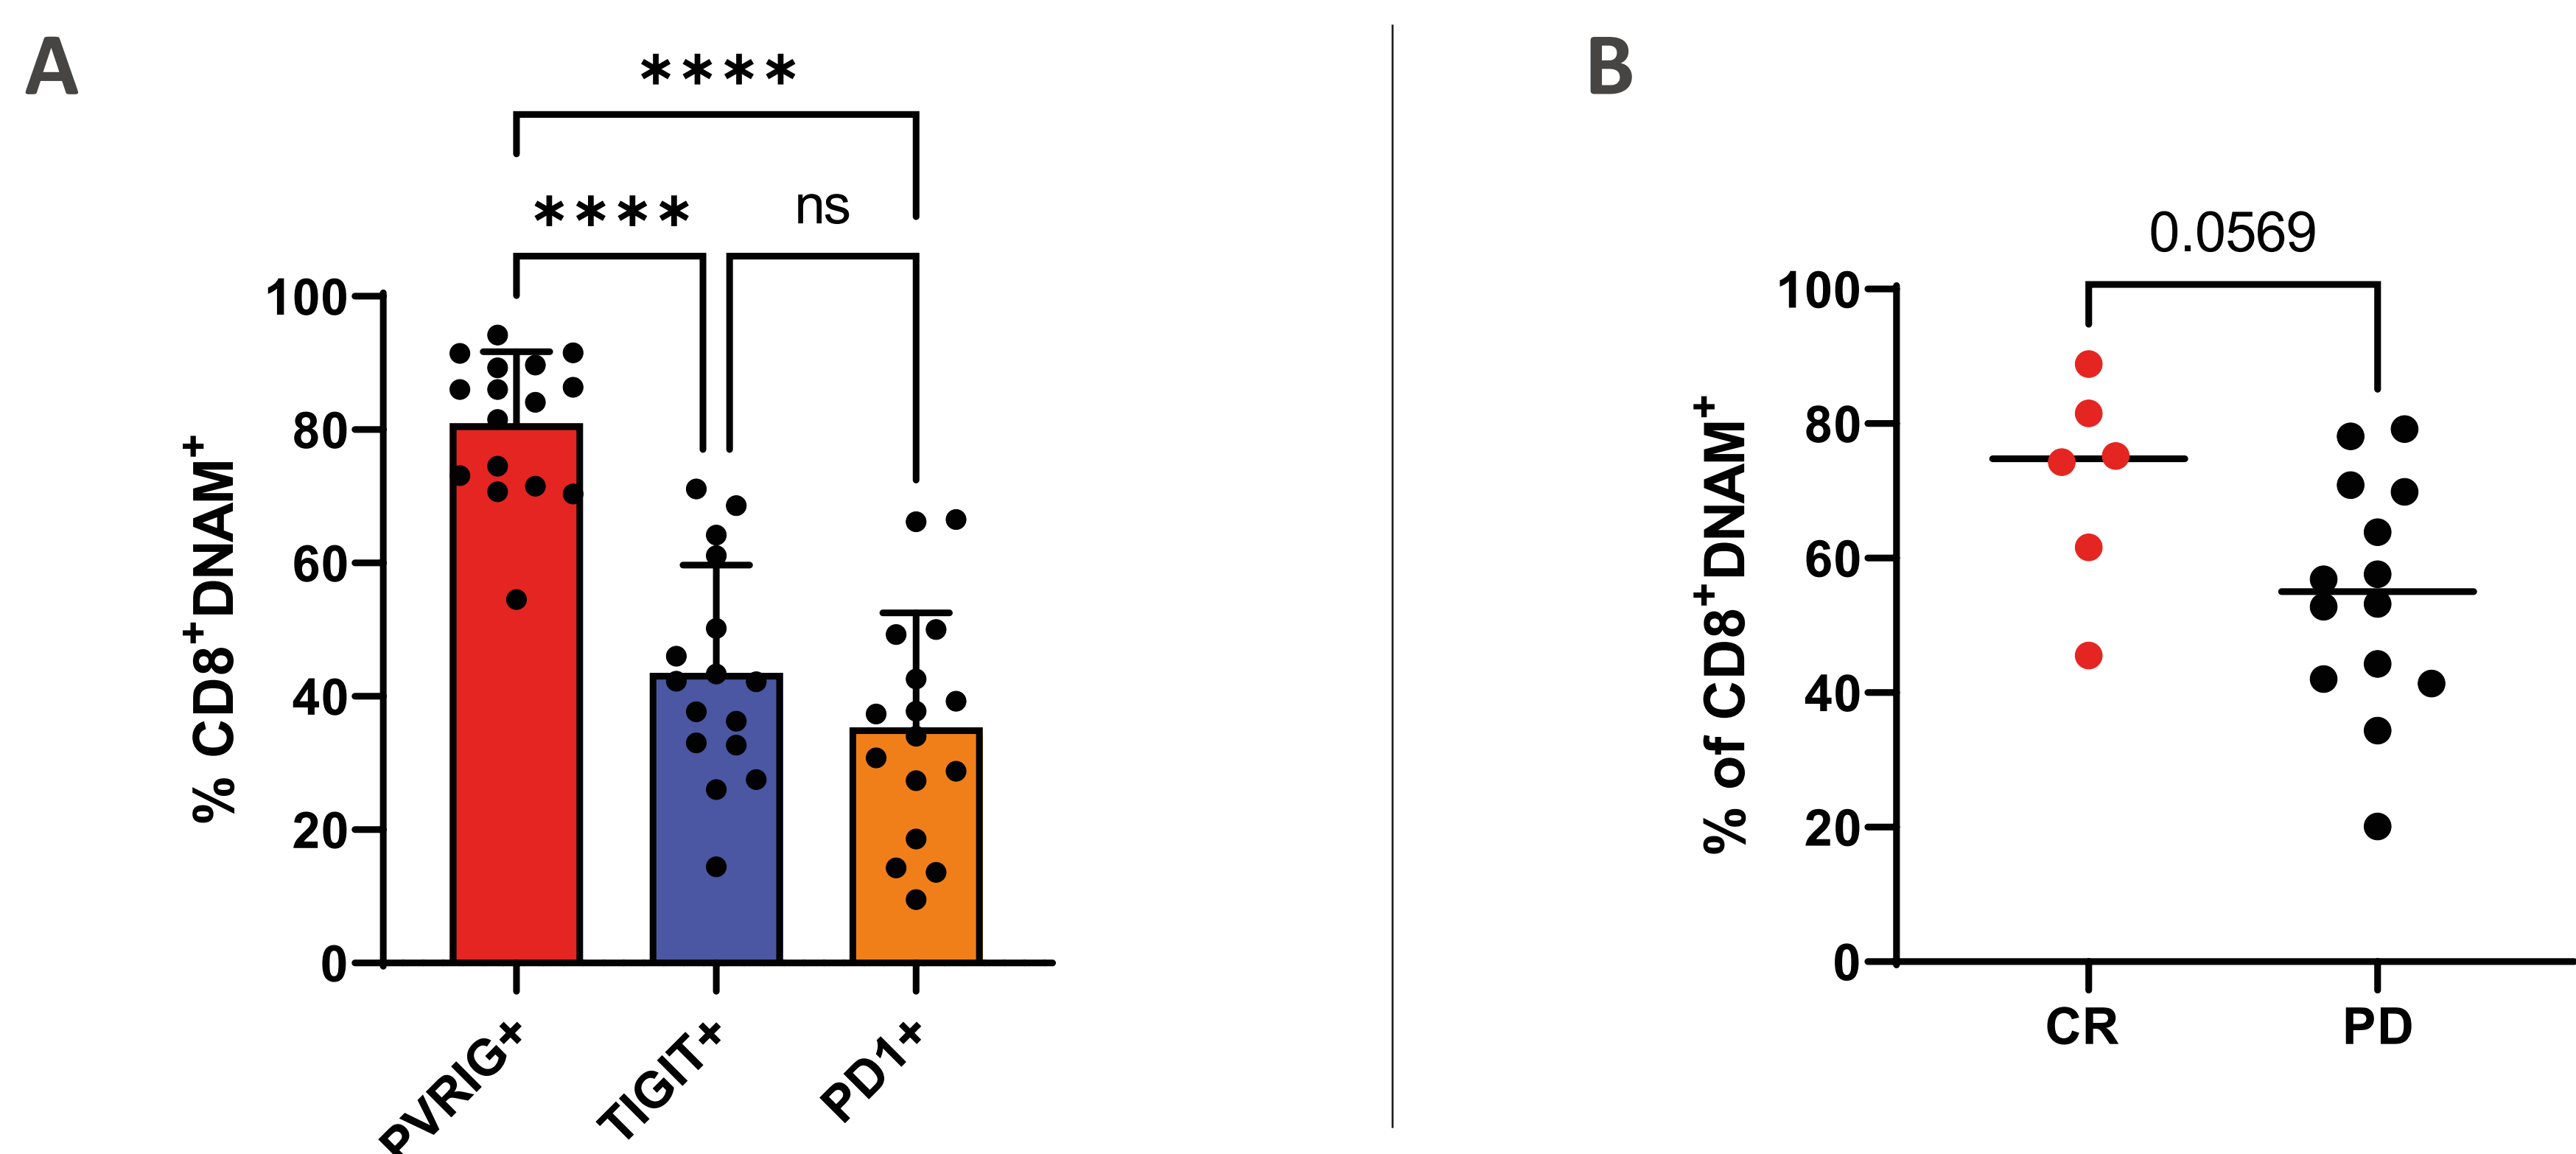 A
****
**** ns
100
80
60
40
20
0
% CD8+DNAM+
PVRIG+
TIGIT+
PD1+
B
0.0569
100
80
60
40
20
0
% of CD8+DNAM+
CR
PD